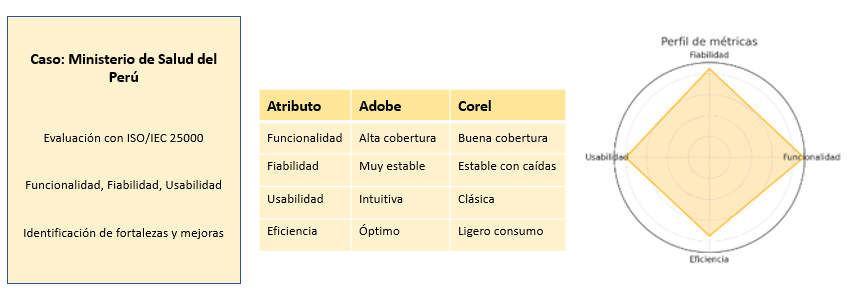 Caso: Ministerio de Salud del
Perú
Evaluación con ISO/IEC 25000
Funcionalidad, Fiabilidad, Usabilidad
Identificación de fortalezas y mejoras
Atributo Adobe Corel
Funcionalidad Alta cobertura Buena cobertura
Fiabilidad Muy estable Estable con caídas
Usabilidad Intuitiva Clásica
Eficiencia Óptimo Ligero consumo
Perfil de métricas
Fiabilidad
Usabilidad Funcionalidad
Eficiencia